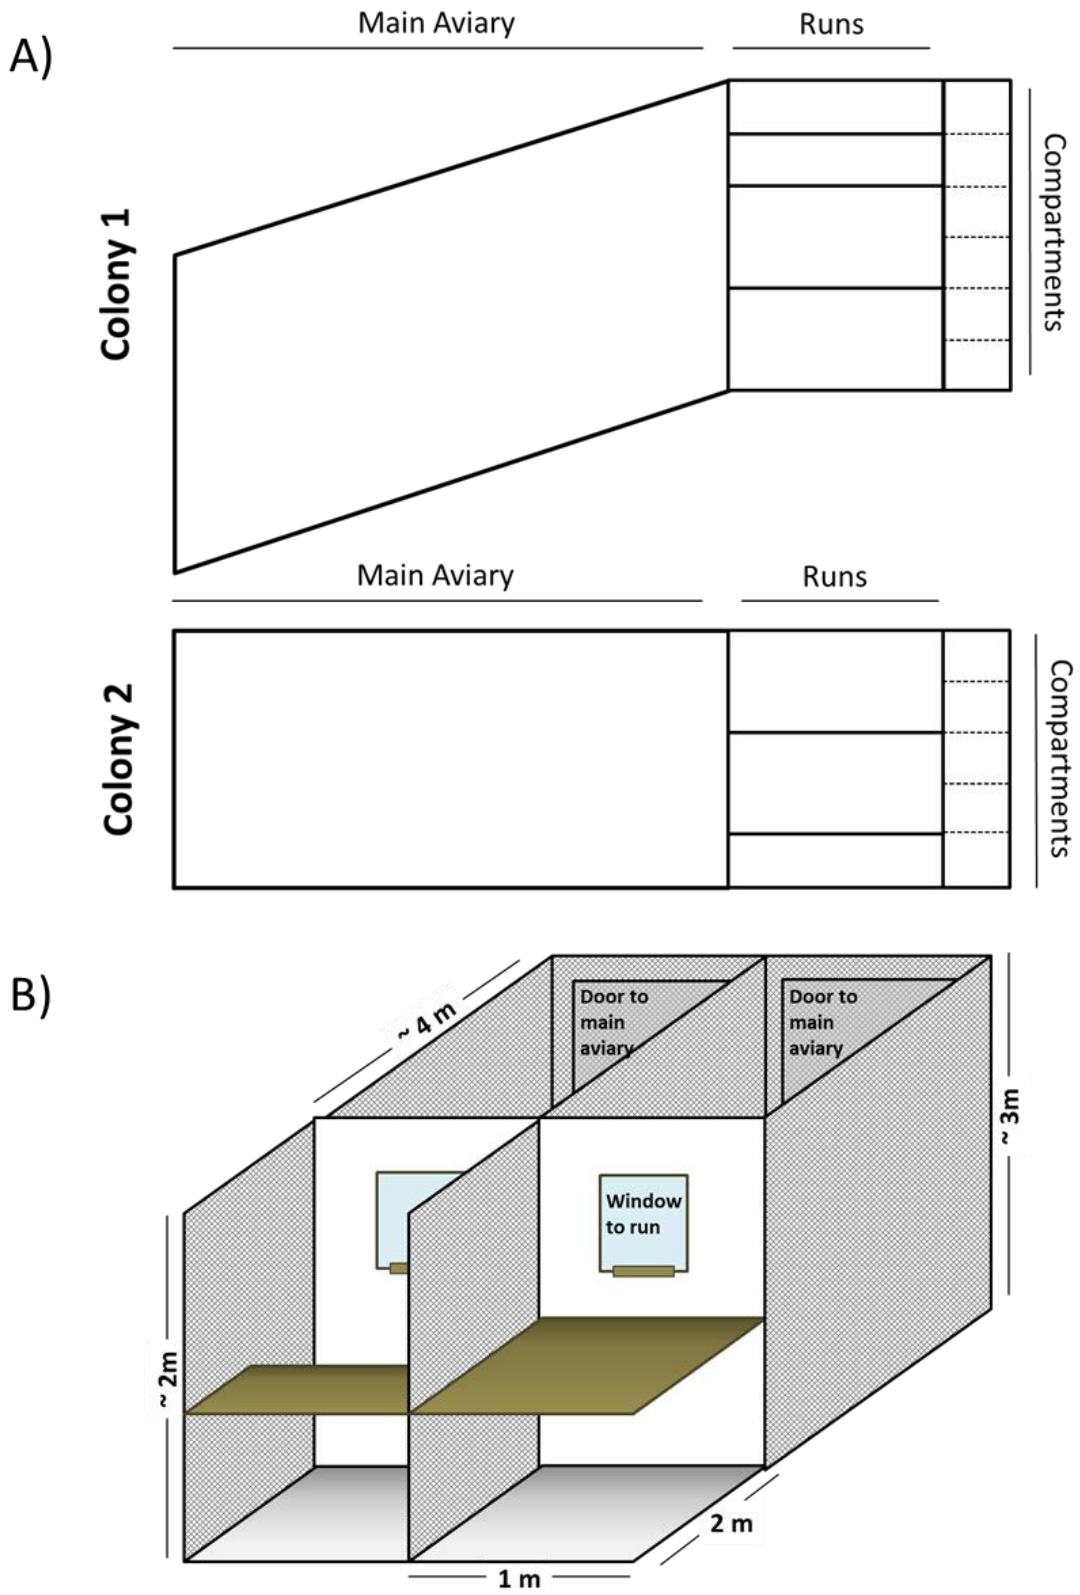 A)
Main Aviary
Runs
Colony 1
Compartments
Main Aviary
Runs
Colony 2
Compartments
B)
~ 4 m
Door to
main
aviary
Door to
main
aviary
~ 3m
Window
to run
~ 2m
2 m
1 m